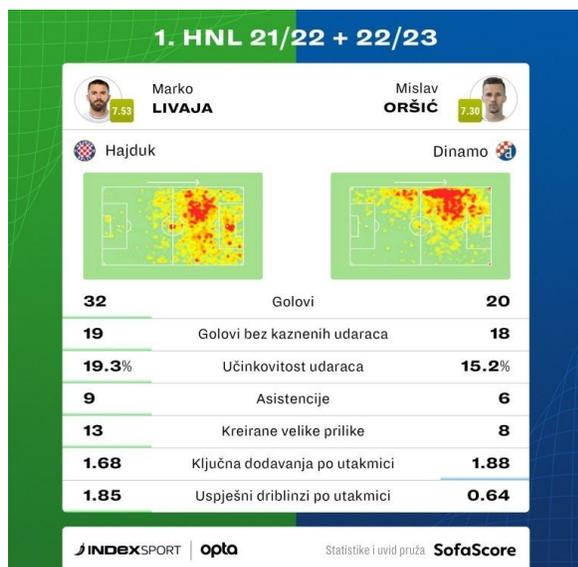 1. HNL 21/22 + 22/23
Marko
LIVAJA
7.53
Mislav
ORŠIĆ
7.30
Hajduk
Dinamo
32 Golovi 20
19 Golovi bez kaznenih udaraca 18
19.3% Učinkovitost udaraca 15.2%
9 Asistencije 6
13 Kreirane velike prilike 8
1.68 Ključna dodavanja po utakmici 1.88
1.85 Uspješni driblinzi po utakmici 0.64
INDEXSPORT | opta Statistike i uvid pruža SofaScore